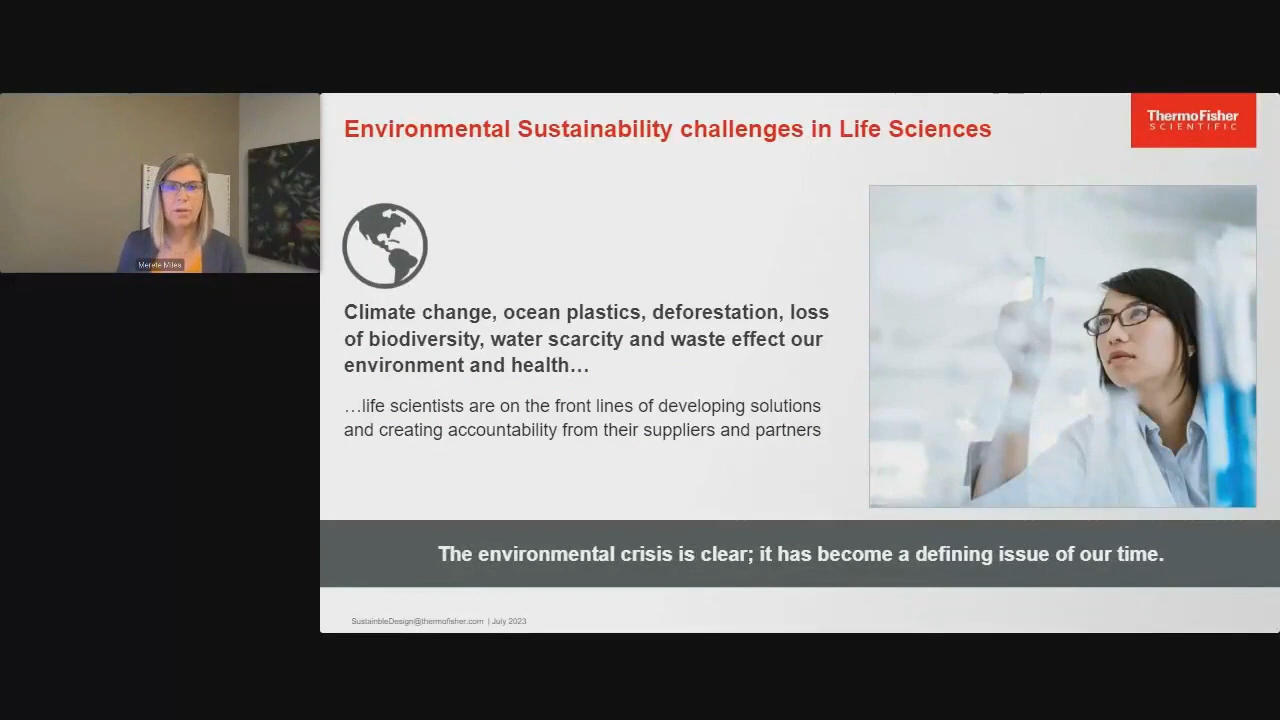 Environmental Sustainability challenges in Life Sciences
ThermoFisher
SCIENTIFIC
Merete Miles
Climate change, ocean plastics, deforestation, loss
of biodiversity, water scarcity and waste effect our
environment and health…
…life scientists are on the front lines of developing solutions
and creating accountability from their suppliers and partners
The environmental crisis is clear; it has become a defining issue of our time.
SustainbleDesign@thermofisher.com | July 2023